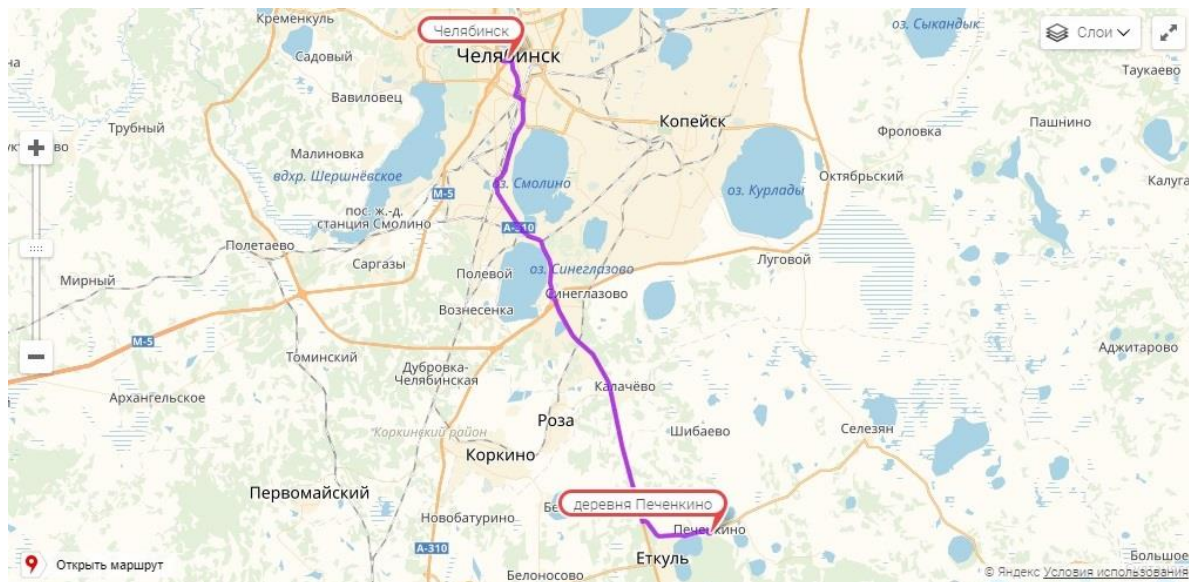 Кременкуль
Челябинск
Челябинск
оз. Сыкандык
Слои
Садовый
Таукаево
Вавиловец
Копейск
Трубный
Фроловка
Пашнино
Малиновка
вдхр. Шершнёвское
оз. Смолино
оз. Курлады
Октябрьский
Калуга
М-5
пос. ж.-д.
станция Смолино
А-310
Полетаево
Саргазы
Полевой
оз. Синеглазово
Луговой
Мирный
Синеглазово
Вознесенка
М-5
Томинский
Дубровка-
Челябинская
Аджитарово
Калачёво
Архангельское
Роза
Шибаево
Селезян
Коркинский район
Коркино
Первомайский
деревня Печенкино
Новобатурино
Печенкино
А-310
Еткуль
Большое
Открыть маршрут
Белоносово
© Яндекс Условия использования